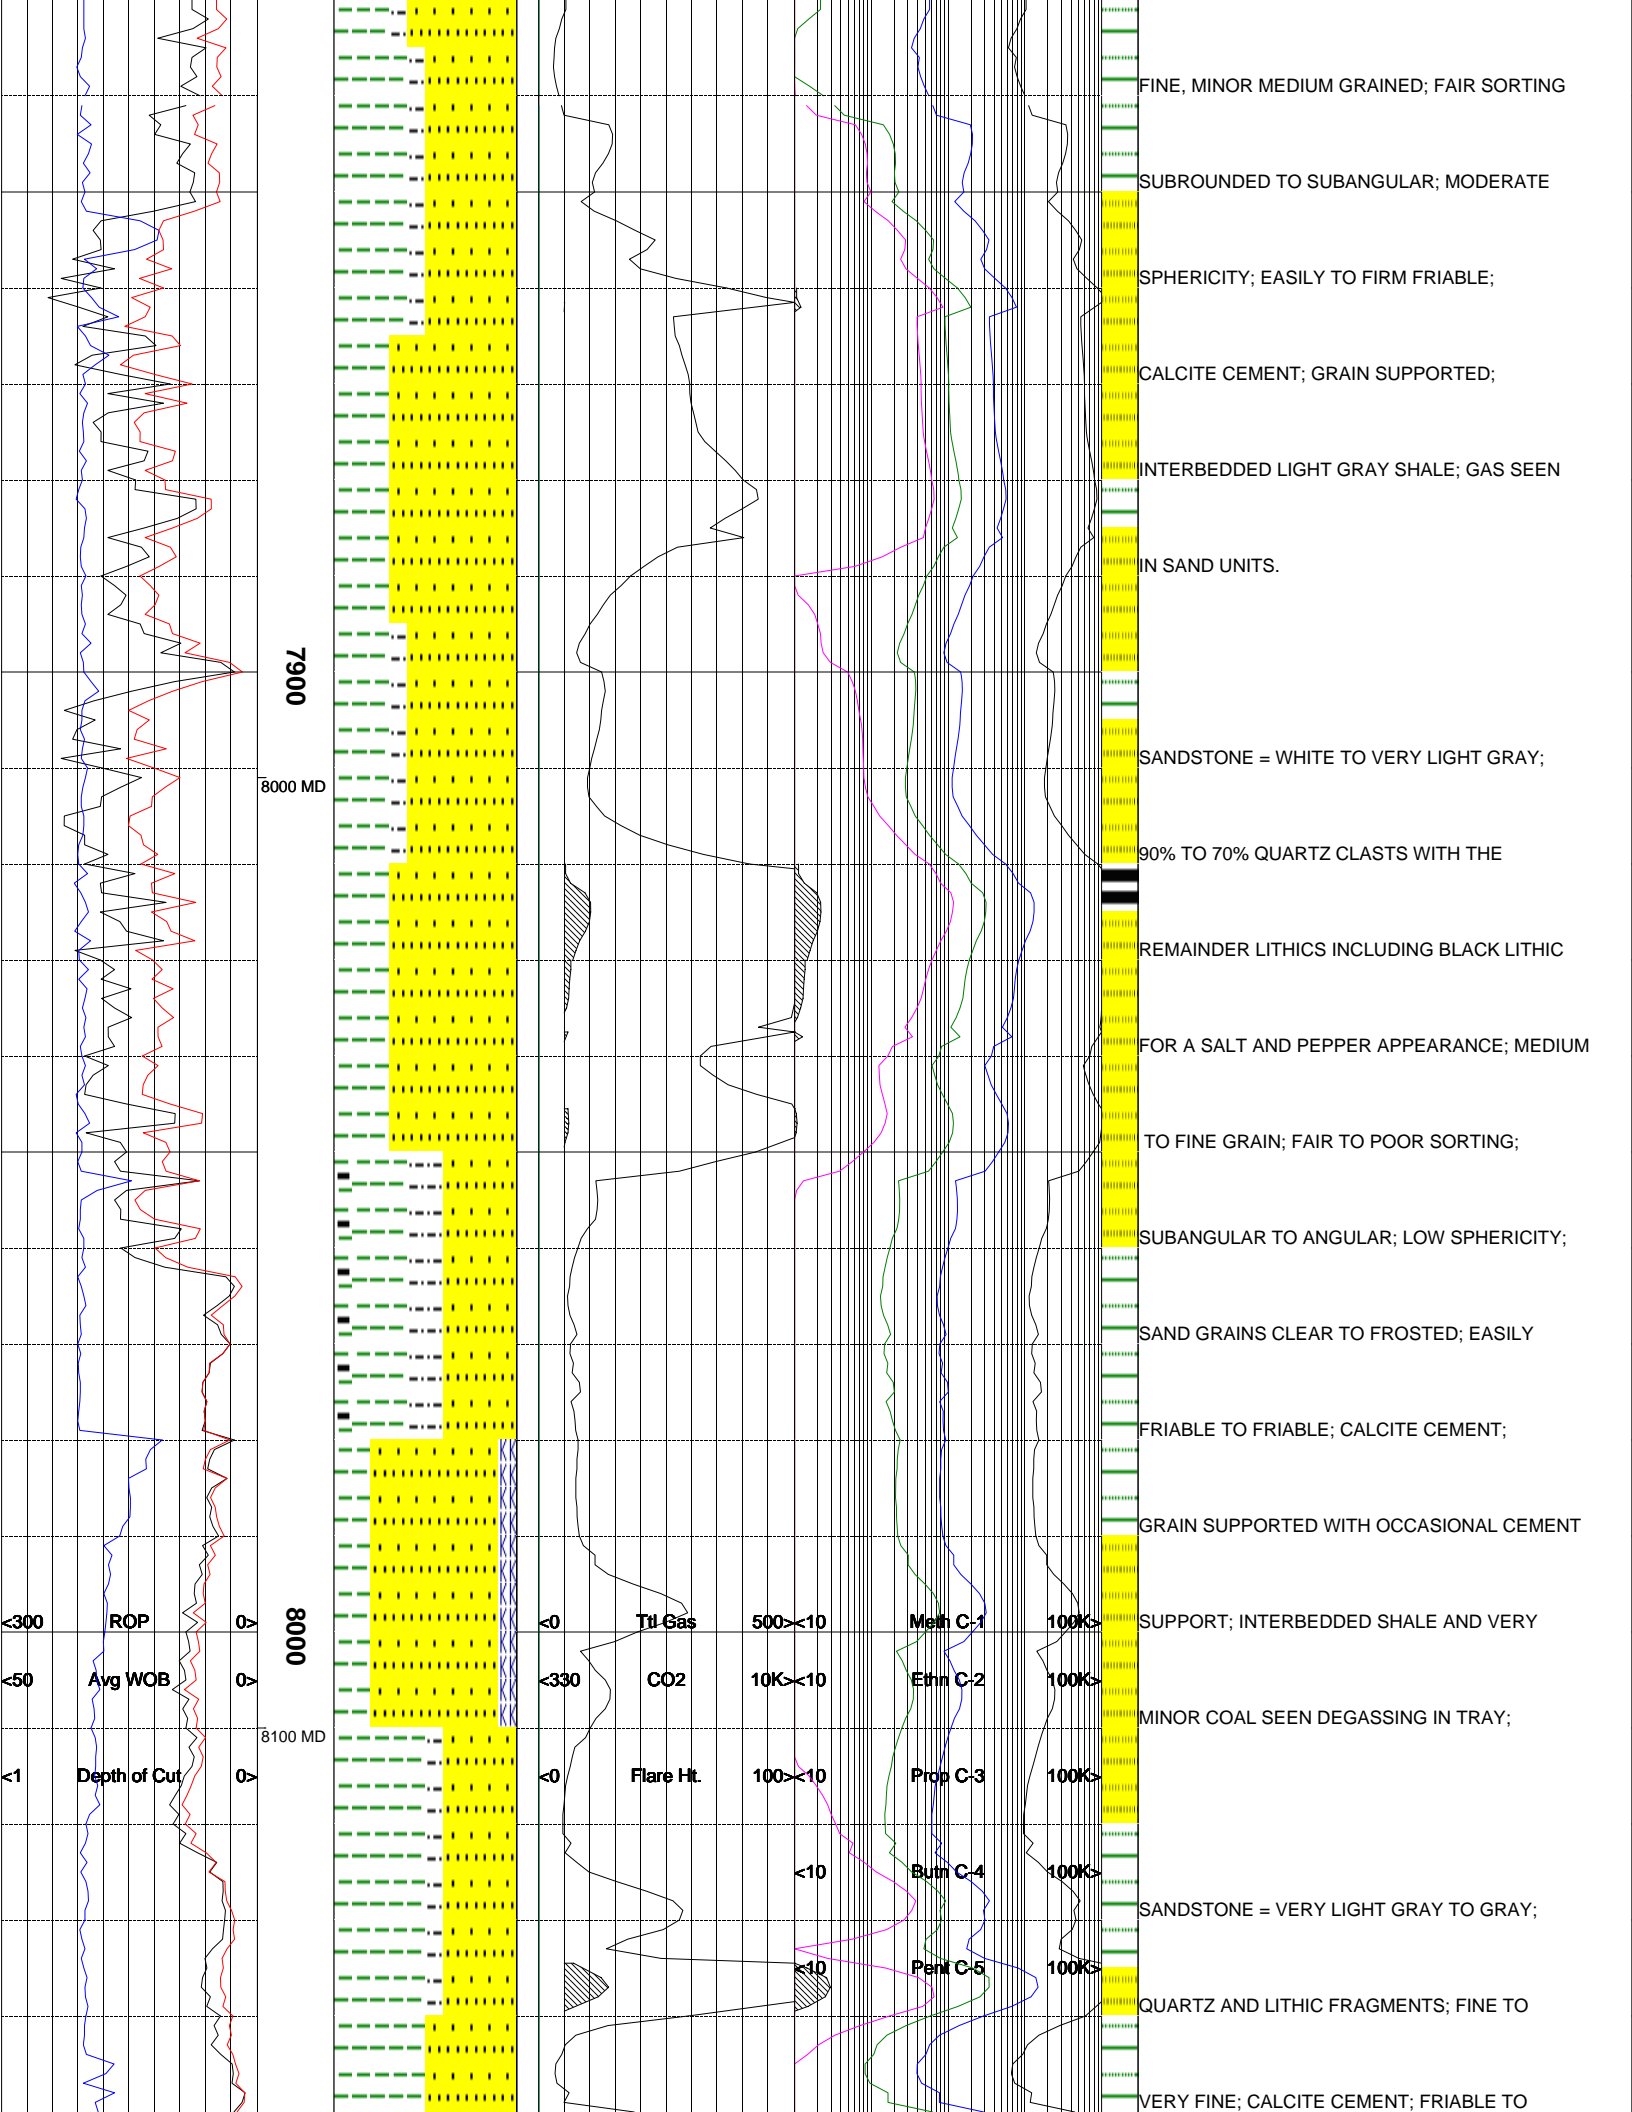 FINE, MINOR MEDIUM GRAINED; FAIR SORTING
SUBROUNDED TO SUBANGULAR; MODERATE
SPHERICITY; EASILY TO FIRM FRIABLE;
CALCITE CEMENT; GRAIN SUPPORTED;
INTERBEDDED LIGHT GRAY SHALE; GAS SEEN
IN SAND UNITS.
7900
SANDSTONE = WHITE TO VERY LIGHT GRAY;
8000 MD
90% TO 70% QUARTZ CLASTS WITH THE
REMAINDER LITHICS INCLUDING BLACK LITHIC
FOR A SALT AND PEPPER APPEARANCE; MEDIUM
TO FINE GRAIN; FAIR TO POOR SORTING;
SUBANGULAR TO ANGULAR; LOW SPHERICITY;
SAND GRAINS CLEAR TO FROSTED; EASILY
FRIABLE TO FRIABLE; CALCITE CEMENT;
GRAIN SUPPORTED WITH OCCASIONAL CEMENT
<300 ROP 0> 8000 <0 Ttl Gas 500> <10 Meth C-1 100K> SUPPORT; INTERBEDDED SHALE AND VERY
<50 Avg WOB 0> <330 CO2 10K> <10 Ethn C-2 100K>
MINOR COAL SEEN DEGASSING IN TRAY;
8100 MD
<1 Depth of Cut 0> <0 Flare Ht. 100> <10 Prop C-3 100K>
<10 Butn C-4 100K>
SANDSTONE = VERY LIGHT GRAY TO GRAY;
<10 Pent C-5 100K>
QUARTZ AND LITHIC FRAGMENTS; FINE TO
VERY FINE; CALCITE CEMENT; FRIABLE TO